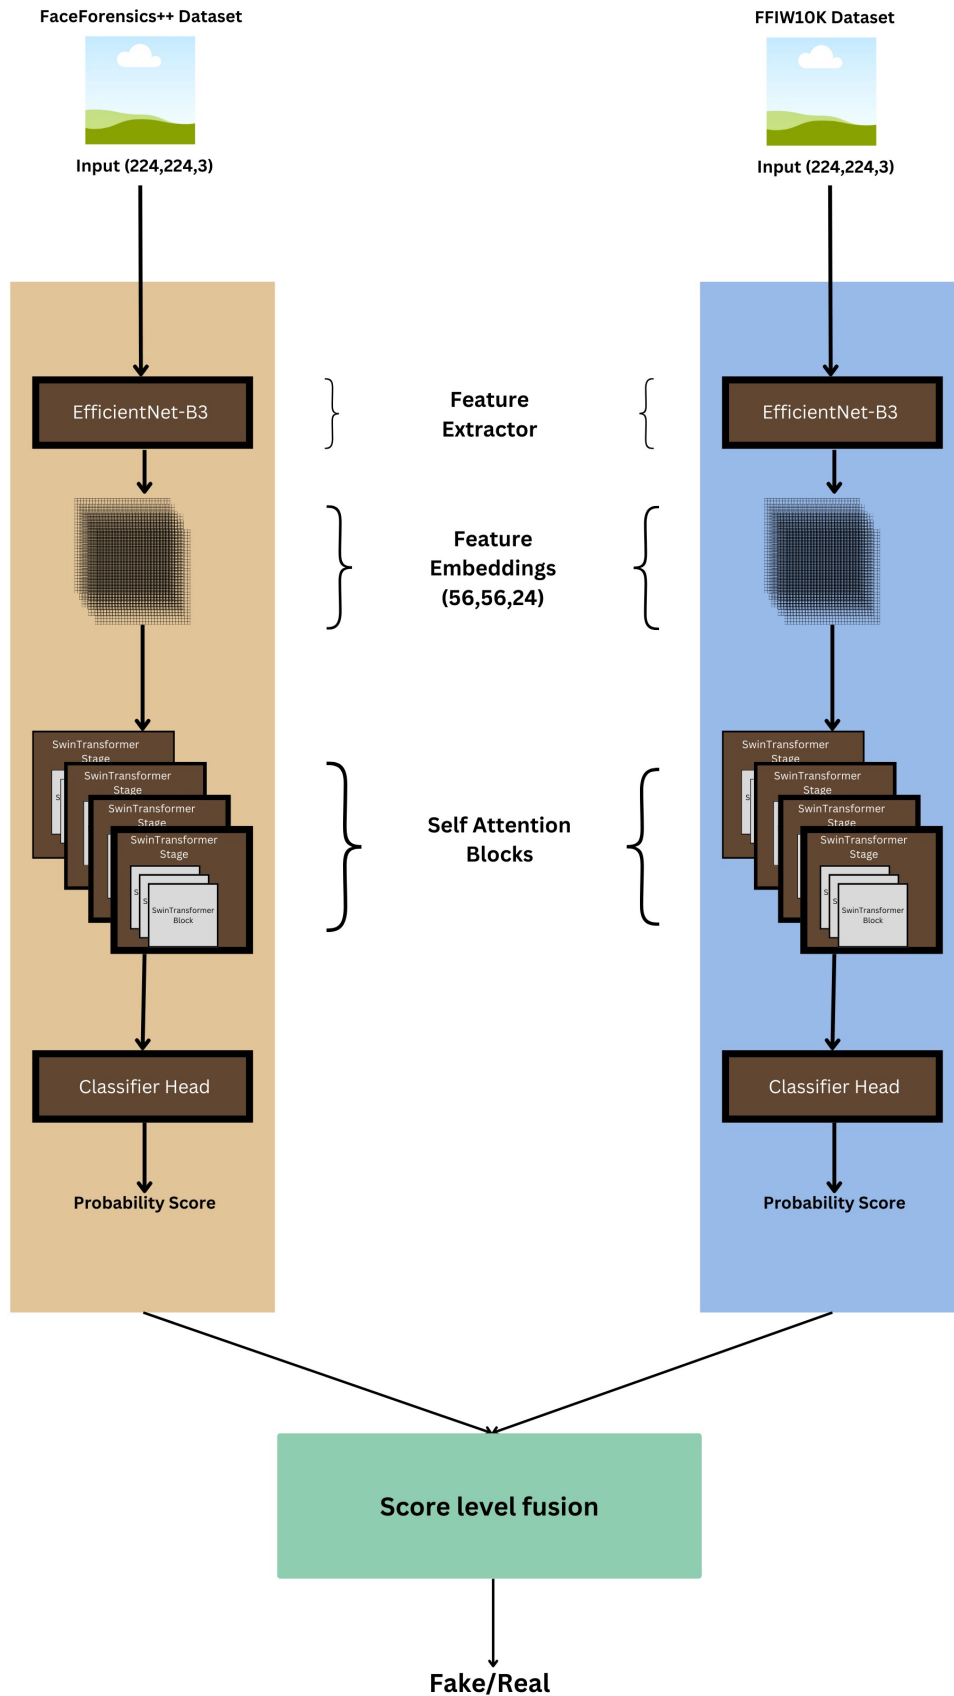 FaceForensics++ Dataset
FFIW10K Dataset
Input (224,224,3)
Input (224,224,3)
EfficientNet-B3
Feature
Extractor
EfficientNet-B3
Feature
Embeddings
(56,56,24)
SwinTransformer
Stage
S
SwinTransformer
Stage
SwinTransformer
Stage
SwinTransformer
Stage
S
S
SwinTransformer
Block
Self Attention
Blocks
SwinTransformer
Stage
S
SwinTransformer
Stage
SwinTransformer
Stage
SwinTransformer
Stage
S
S
SwinTransformer
Block
Classifier Head
Classifier Head
Probability Score
Probability Score
Score level fusion
Fake/Real